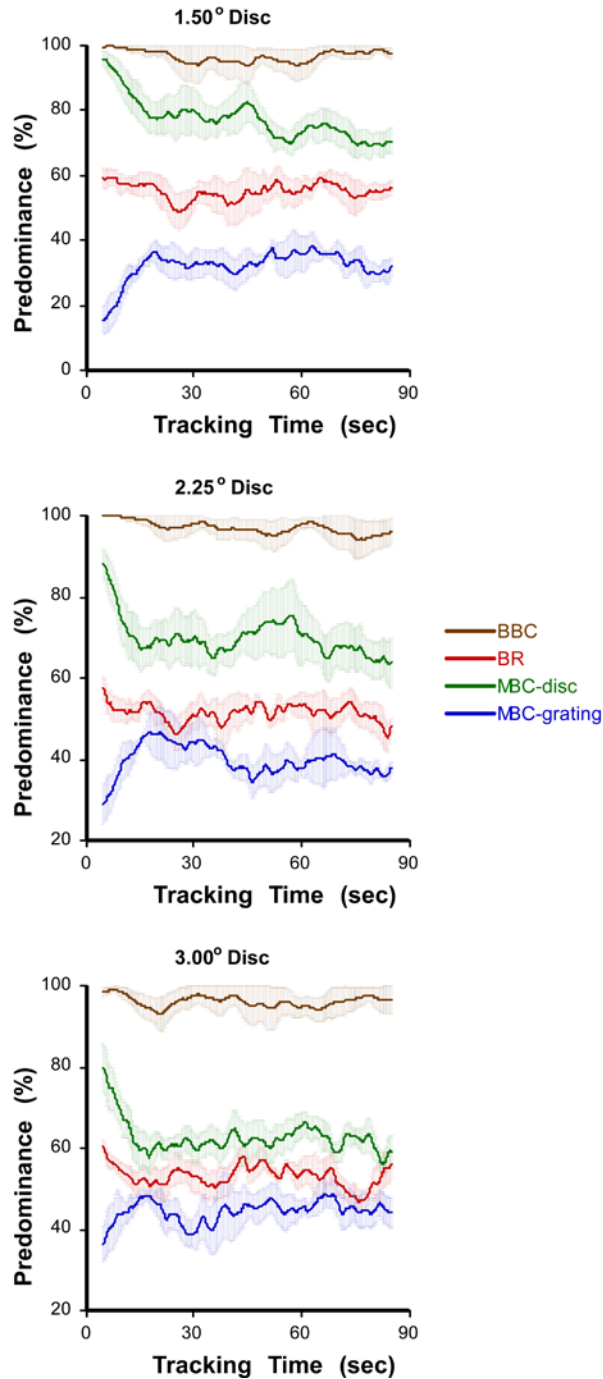 1.50° Disc
Predominance (%)
100
80
60
40
20
0
0 30 60 90
Tracking Time (sec)
2.25° Disc
Predominance (%)
100
80
60
40
20
0 30 60 90
Tracking Time (sec)
BBC
BR
MBC-disc
MBC-grating
3.00° Disc
Predominance (%)
100
80
60
40
20
0 30 60 90
Tracking Time (sec)